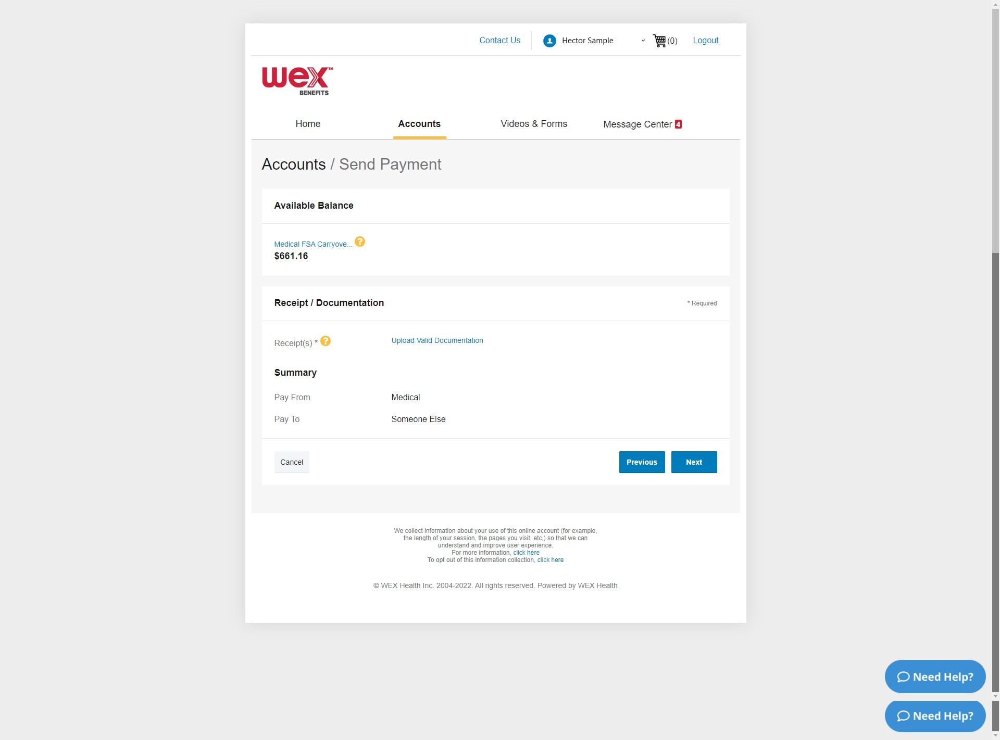 Contact Us
Hector Sample
(0)
Logout
wex™
BENEFITS
Home
Accounts
Videos & Forms
Message Center 4
Accounts / Send Payment
Available Balance
Medical FSA Carryove... ?
$661.16
Receipt / Documentation
* Required
Receipt(s) * ?
Upload Valid Documentation
Summary
Pay From
Medical
Pay To
Someone Else
Cancel
Previous
Next
We collect information about your use of this online account (for example,
the length of your session, the pages you visit, etc.) so that we can
understand and improve user experience.
For more information, click here
To opt out of this information collection, click here
© WEX Health Inc. 2004-2022. All rights reserved. Powered by WEX Health
Need Help?
Need Help?